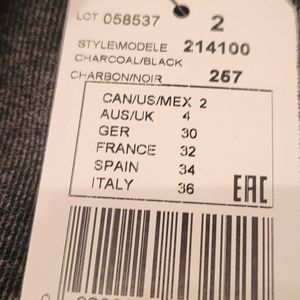 LCT 058537 2
STYLE\MODELE 214100
CHARCOAL/BLACK
CHARBON/NOIR 257
CAN/US/MEX 2
AUS/UK 4
GER 30
FRANCE 32
SPAIN 34
ITALY 36
EAC